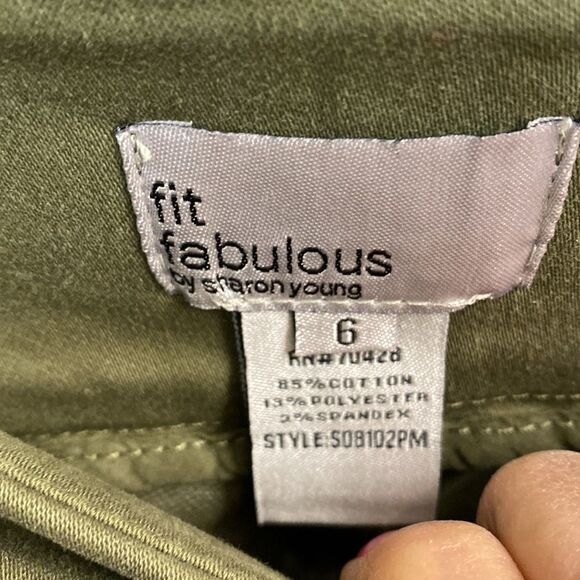 fit
fabulous
by sharon young
6
RN#70428
85%COTTON
13%POLYESTER
2%SPANDEX
STYLE:S08102PM